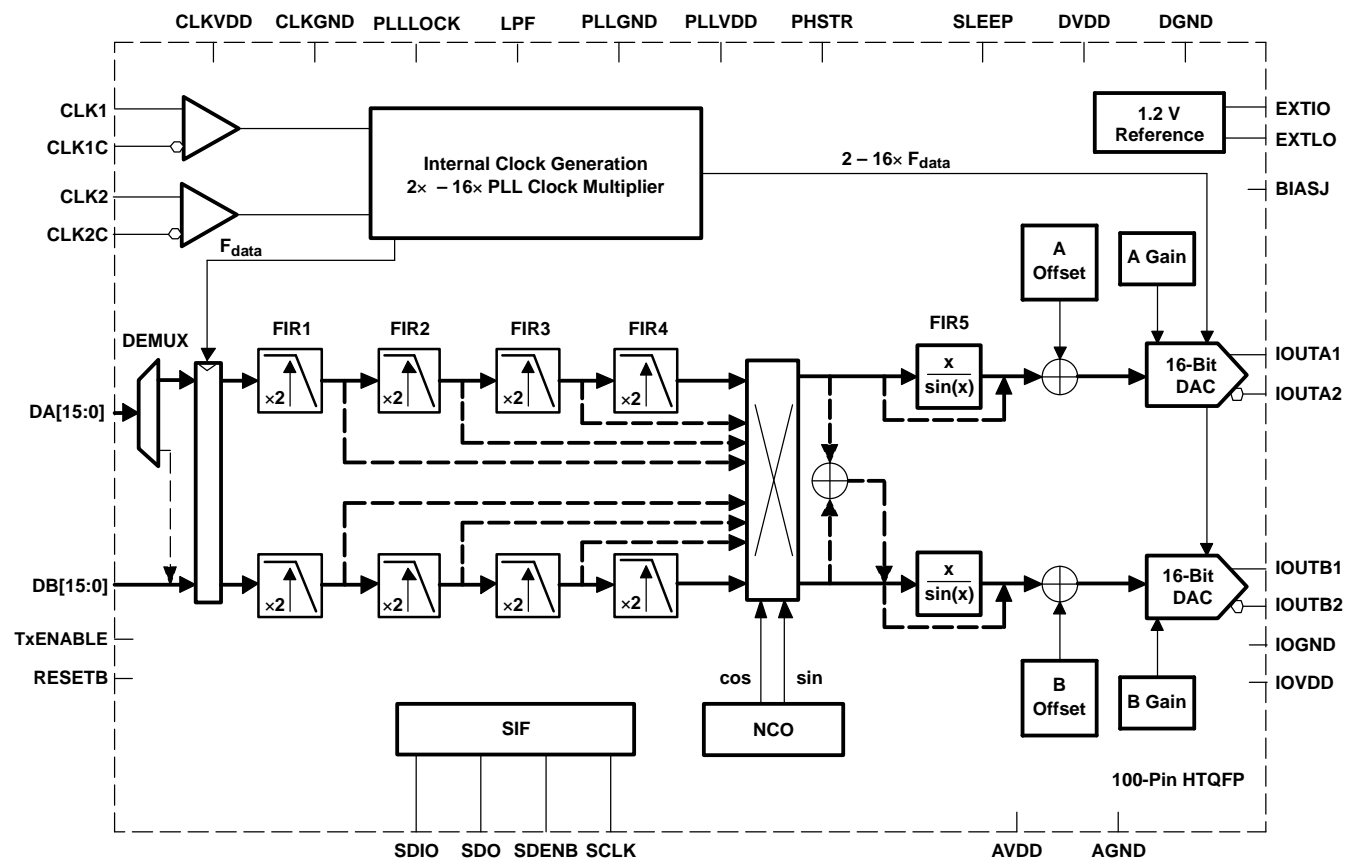 CLKVDD CLKGND PLLLOCK LPF PLLGND PLLVDD PHSTR SLEEP DVDD DGND
CLK1
CLK1C
CLK2
CLK2C
Internal Clock Generation
2× – 16× PLL Clock Multiplier
2 – 16× Fdata
1.2 V
Reference
EXTIO
EXTLO
BIASJ
Fdata
A
Offset
A Gain
DEMUX
FIR1 FIR2 FIR3 FIR4 FIR5
×2 ×2 ×2 ×2
x
sin(x)
16-Bit
DAC
IOUTA1
IOUTA2
DA[15:0]
DB[15:0]
×2 ×2 ×2 ×2
x
sin(x)
16-Bit
DAC
IOUTB1
IOUTB2
TxENABLE
RESETB
IOGND
IOVDD
cos sin
B
Offset
B Gain
SIF
NCO
100-Pin HTQFP
SDIO SDO SDENB SCLK AVDD AGND